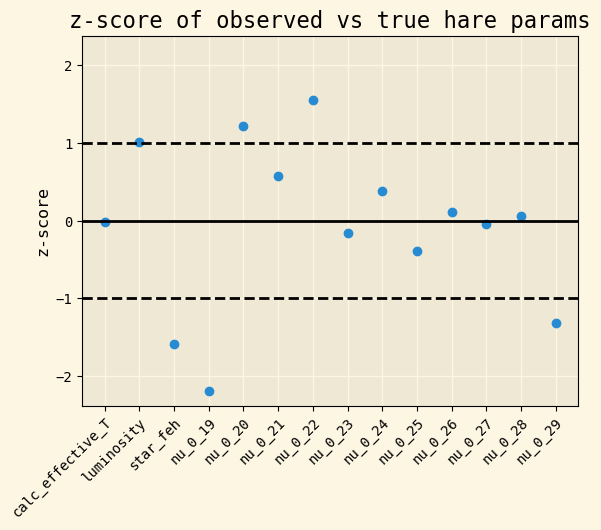 z-score of observed vs true hare params
z-score
2
1
0
−1
−2
calc_effective_T
luminosity
star_feh
nu_0_19
nu_0_20
nu_0_21
nu_0_22
nu_0_23
nu_0_24
nu_0_25
nu_0_26
nu_0_27
nu_0_28
nu_0_29